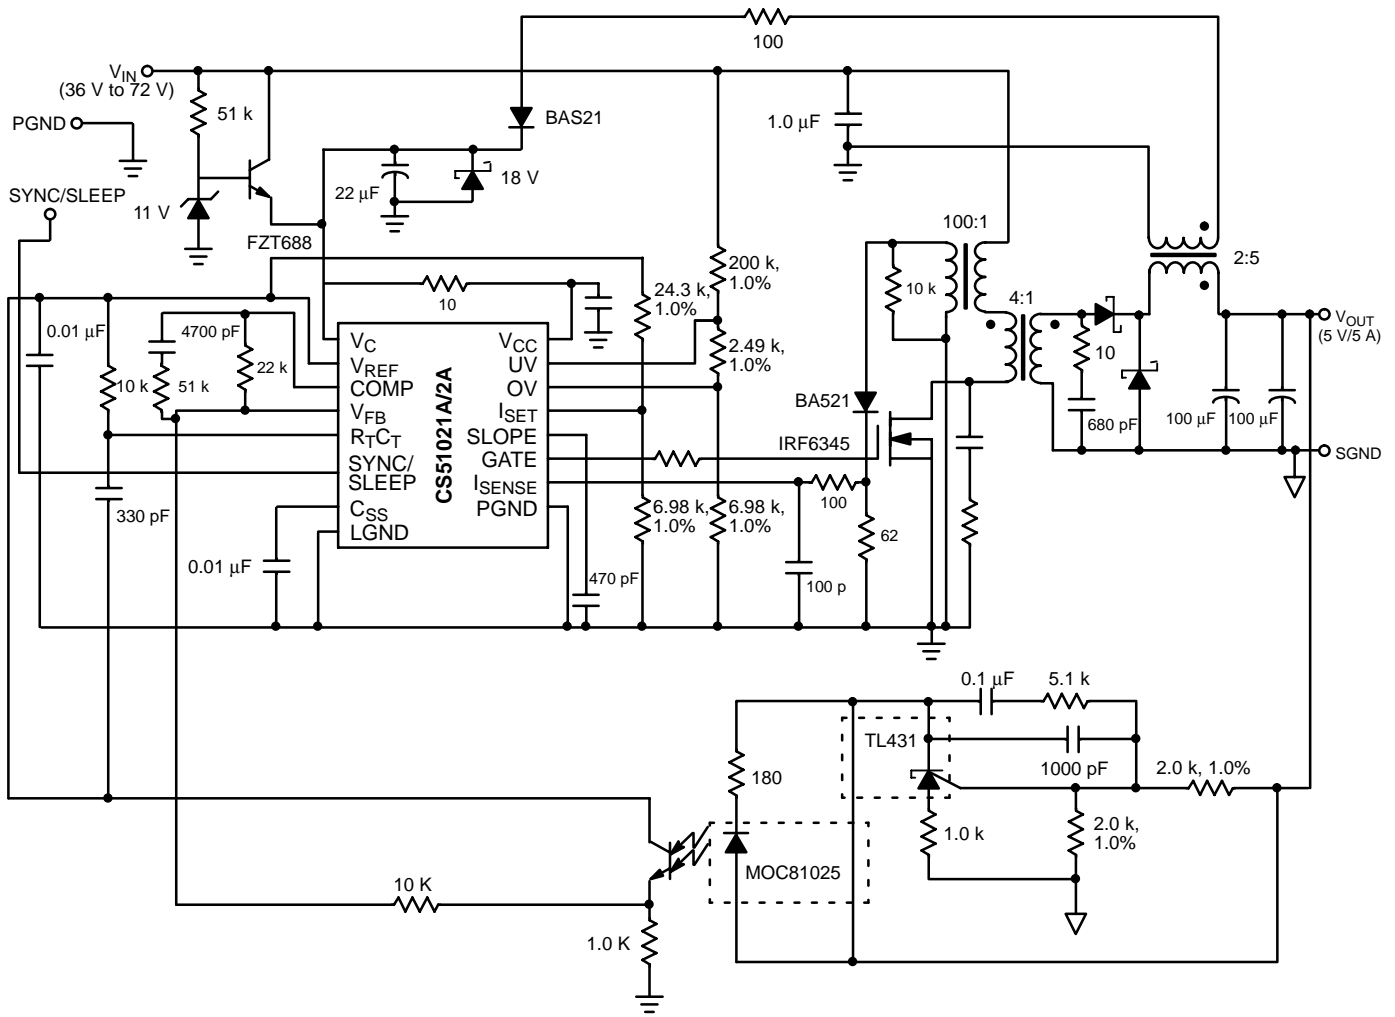 100
VIN
(36 V to 72 V)
51 k
BAS21
1.0 µF
PGND
SYNC/SLEEP
22 µF
18 V
11 V
FZT688
100:1
2:5
200 k,
1.0%
24.3 k,
1.0%
10
10 k
4:1
VOUT
(5 V/5 A)
0.01 µF
4700 pF
VC
VCC
2.49 k,
1.0%
10
10 k
51 k
22 k
VREF
UV
COMP
OV
BA521
VFB
ISET
100 µF
100 µF
680 pF
RTCT
SLOPE
IRF6345
SYNC/
SLEEP
GATE
SGND
CS51021A/2A
ISENSE
100
330 pF
CSS
PGND
6.98 k,
1.0%
6.98 k,
1.0%
LGND
62
0.01 µF
470 pF
100 p
0.1 µF
5.1 k
TL431
1000 pF
2.0 k, 1.0%
180
1.0 k
2.0 k,
1.0%
MOC81025
10 K
1.0 K